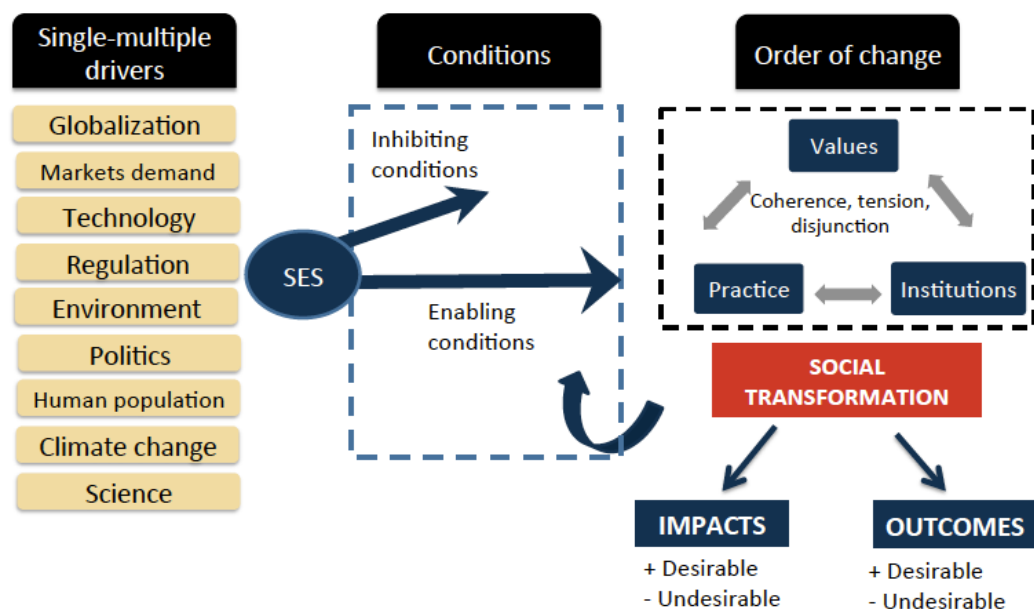 Single-multiple
drivers
Globalization
Markets demand
Technology
Regulation
Environment
Politics
Human population
Climate change
Science
Conditions
Inhibiting
conditions
SES
Enabling
conditions
Order of change
Values
Coherence, tension,
disjunction
Practice
Institutions
SOCIAL
TRANSFORMATION
IMPACTS
+ Desirable
- Undesirable
OUTCOMES
+ Desirable
- Undesirable